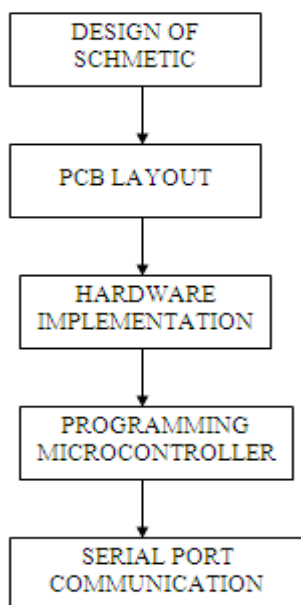 DESIGN OF
SCHMETIC
PCB LAYOUT
HARDWARE
IMPLEMENTATION
PROGRAMMING
MICROCONTROLLER
SERIAL PORT
COMMUNICATION